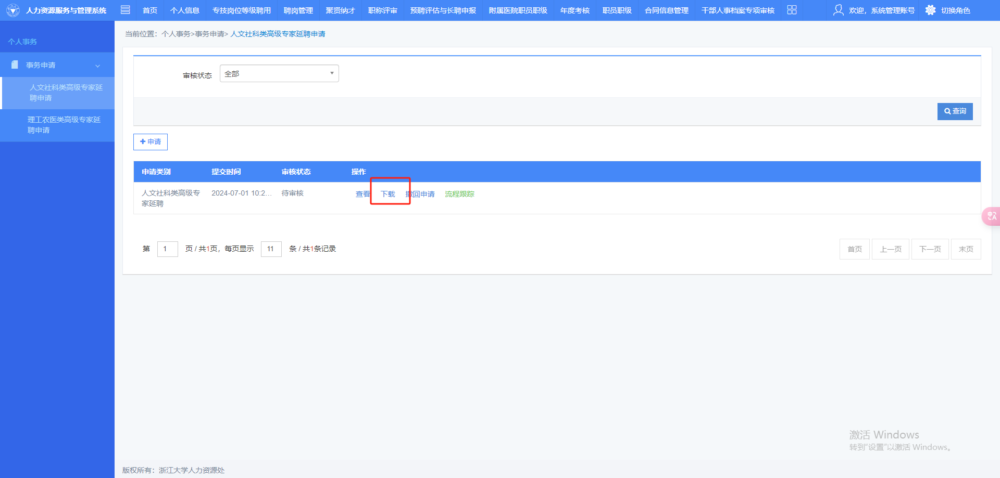 人力资源服务与管理系统 首页 个人信息 专技岗位等级聘用 聘岗管理 聚贤纳才 职称评审 预聘评估与长聘申报 附属医院职员职级 年度考核 职员职级 合同信息管理 干部人事档案专项审核 欢迎，系统管理账号 切换角色
当前位置：个人事务>事务申请> 人文社科类高级专家延聘申请
个人事务
事务申请
人文社科类高级专家延
聘申请
理工农医类高级专家延
聘申请
审核状态 全部
查询
申请
申请类别 提交时间 审核状态 操作
人文社科类高级专
家延聘
2024-07-01 10:2... 待审核 查看 下载 撤回申请 流程跟踪
第 1 页 / 共1页，每页显示 11 条 / 共1条记录 首页 上一页 下一页 末页
激活 Windows
转到"设置"以激活 Windows。
版权所有：浙江大学人力资源处